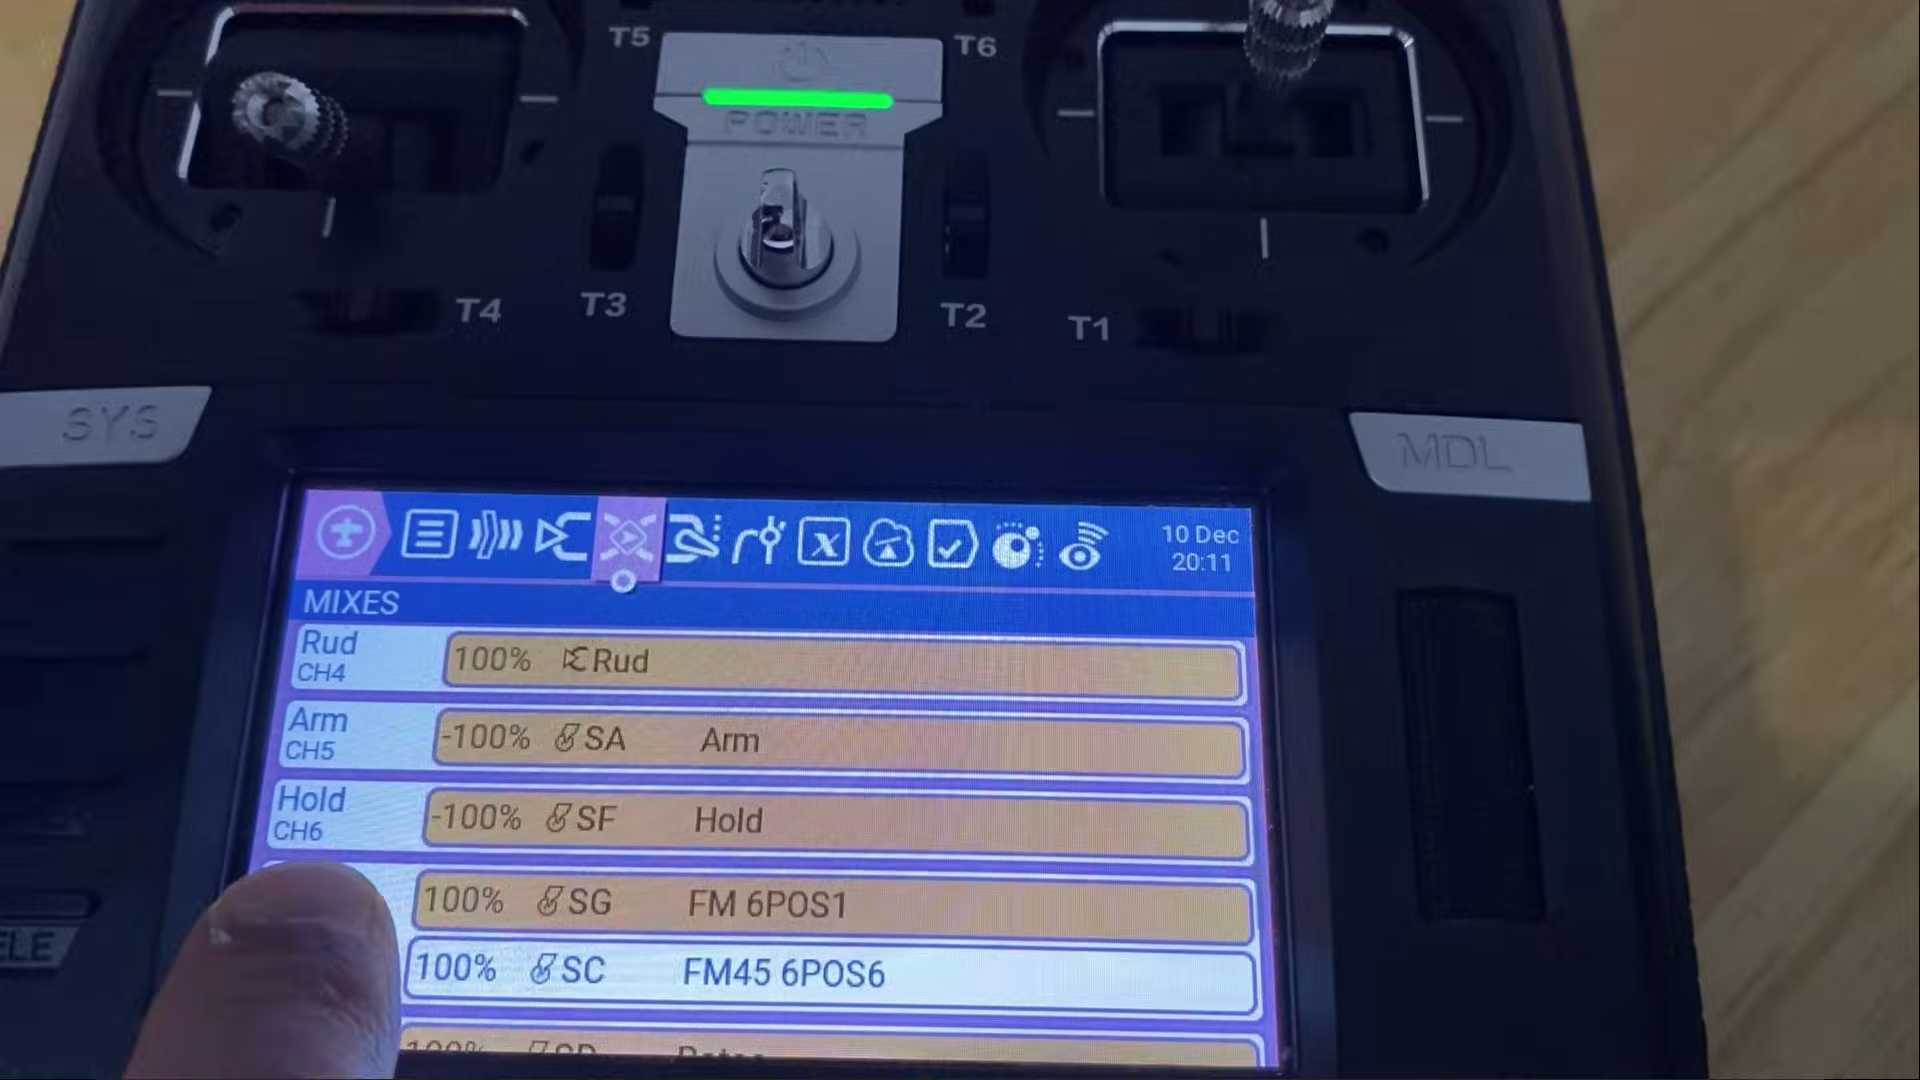 T5
T6
POWER
T4
T3
T2
T1
SYS
MDL
10 Dec
20:11
MIXES
Rud
CH4
100% Rud
Arm
CH5
-100% SA Arm
Hold
CH6
-100% SF Hold
100% SG FM 6POS1
ELE
100% SC FM45 6POS6